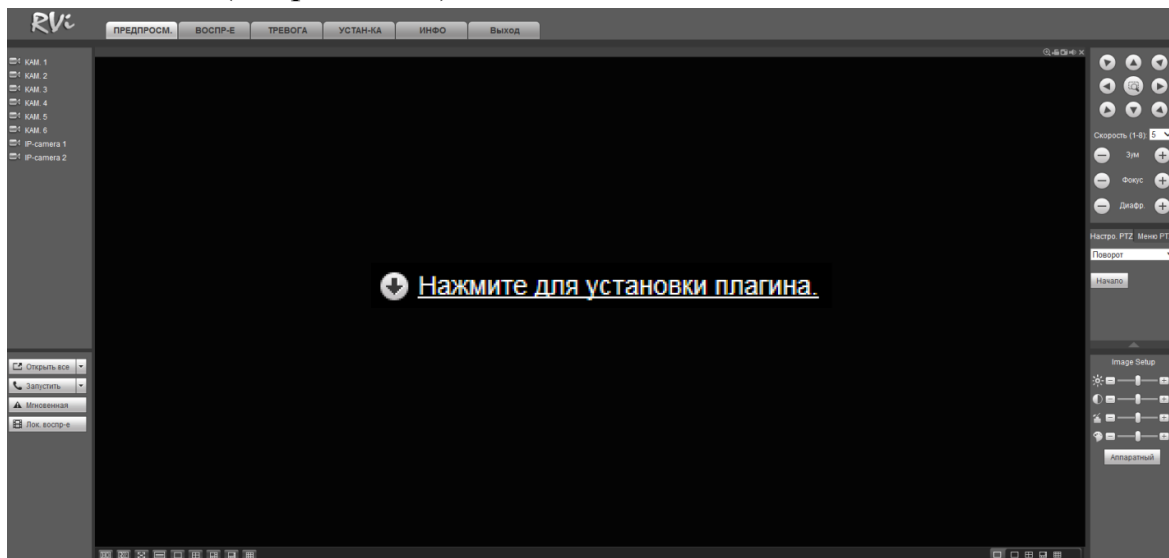 RVi
ПРЕДПРОСМ. ВОСПР-Е ТРЕВОГА УСТАН-КА ИНФО Выход
КАМ. 1
КАМ. 2
КАМ. 3
КАМ. 4
КАМ. 5
КАМ. 6
IP-camera 1
IP-camera 2
Открыть все
Запустить
Мгновенная
Лок. воспр-е
Нажмите для установки плагина.
Скорость (1-8): 5
Зум
Фокус
Диафр.
Настро. PTZ Меню PT
Поворот
Начало
Image Setup
Аппаратный